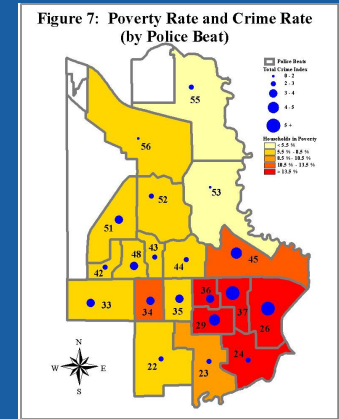 Figure 7: Poverty Rate and Crime Rate
(by Police Beat)
Police Beats
Total Crime Index
0 - 2
2 - 3
3 - 4
4 - 5
5 +
Households in Poverty
< 5.5 %
5.5 % - 8.5%
8.5% - 10.5%
10.5 % - 13.5%
> 13.5%
55
56
53
52
51
43
48
44
45
42
36
33
34
35
37
29
26
22
23
24
N
W
E
S